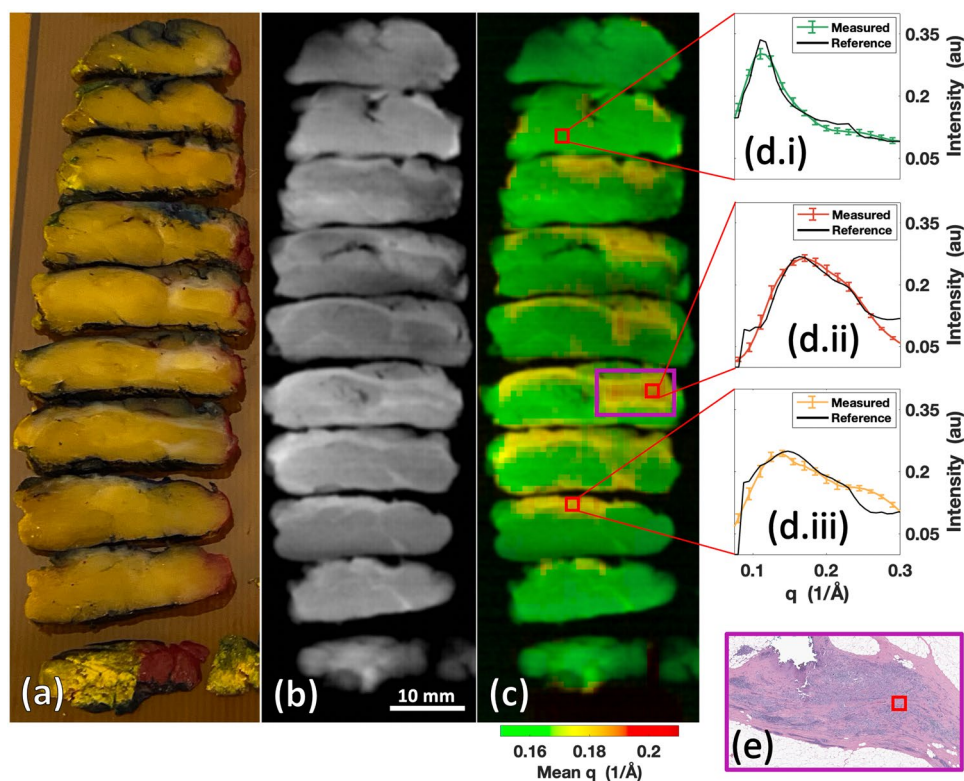 (a)
(b)
10 mm
(c)
0.16 0.18 0.2
Mean q (1/Å)
Measured
Reference
(d.i)
0.35
0.2
0.05
Intensity (au)
Measured
Reference
(d.ii)
0.35
0.2
0.05
Intensity (au)
Measured
Reference
(d.iii)
0.35
0.2
0.05
Intensity (au)
0.1 0.2 0.3
q (1/Å)
(e)